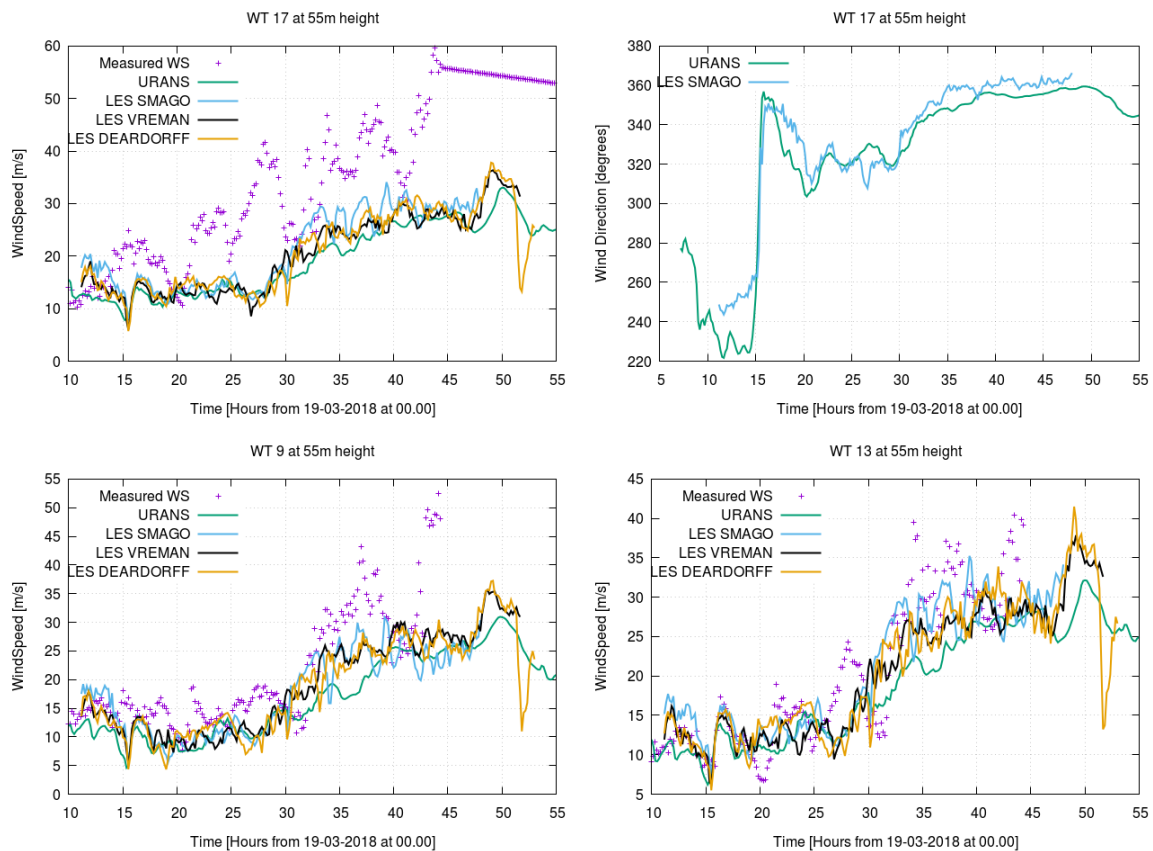 WT 17 at 55m height
60
50
40
30
20
10
0
WindSpeed [m/s]
Measured WS
URANS
LES SMAGO
LES VREMAN
LES DEARDORFF
10 15 20 25 30 35 40 45 50 55
Time [Hours from 19-03-2018 at 00.00]
WT 17 at 55m height
380
360
340
320
300
280
260
240
220
Wind Direction [degrees]
URANS
LES SMAGO
5 10 15 20 25 30 35 40 45 50 55
Time [Hours from 19-03-2018 at 00.00]
WT 9 at 55m height
55
50
45
40
35
30
25
20
15
10
5
0
WindSpeed [m/s]
Measured WS
URANS
LES SMAGO
LES VREMAN
LES DEARDORFF
10 15 20 25 30 35 40 45 50 55
Time [Hours from 19-03-2018 at 00.00]
WT 13 at 55m height
45
40
35
30
25
20
15
10
5
WindSpeed [m/s]
Measured WS
URANS
LES SMAGO
LES VREMAN
LES DEARDORFF
10 15 20 25 30 35 40 45 50 55
Time [Hours from 19-03-2018 at 00.00]